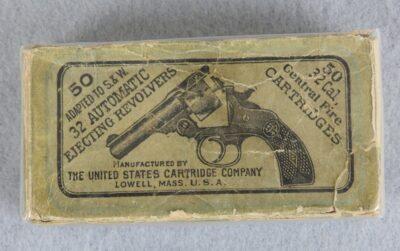 50
ADAPTED TO S.& W.
32 AUTOMATIC
EJECTING REVOLVERS
50
32 Cal.
Central Fire
CARTRIDGES
MANUFACTURED BY
THE UNITED STATES CARTRIDGE COMPANY
LOWELL, MASS. U.S.A.